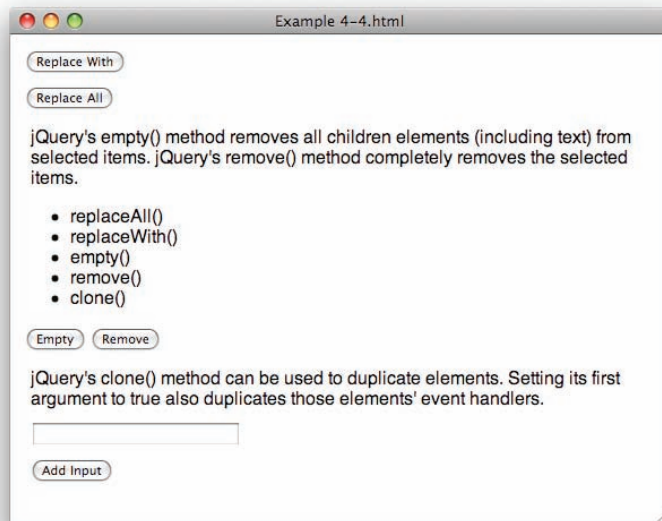 Example 4-4.html
Replace With
Replace All
jQuery's empty() method removes all children elements (including text) from
selected items. jQuery's remove() method completely removes the selected
items.
• replaceAll()
• replaceWith()
• empty()
• remove()
• clone()
Empty Remove
jQuery's clone() method can be used to duplicate elements. Setting its first
argument to true also duplicates those elements' event handlers.
Add Input